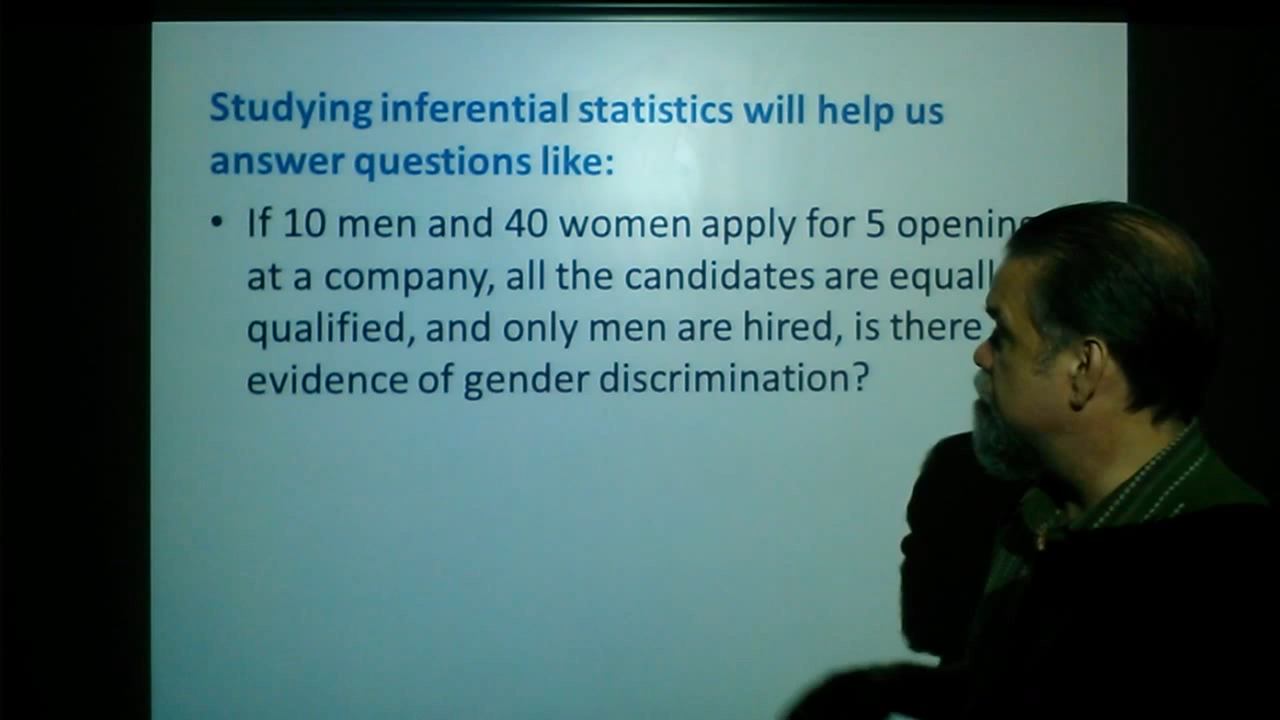 Studying inferential statistics will help us
answer questions like:
• If 10 men and 40 women apply for 5
at a company, all the candidates are
qualified, and only men are hired, is there
evidence of gender discrimination?